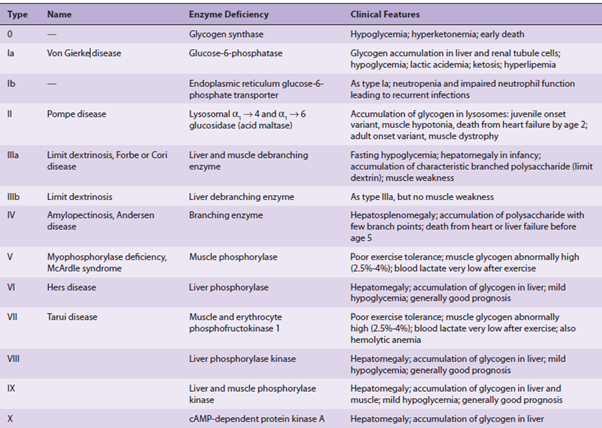 Type Name Enzyme Deficiency Clinical Features
0 — Glycogen synthase Hypoglycemia; hyperketonemia; early death
Ia Von Gierke disease Glucose-6-phosphatase Glycogen accumulation in liver and renal tubule cells;
hypoglycemia; lactic acidemia; ketosis; hyperlipemia
Ib — Endoplasmic reticulum glucose-6- As type Ia; neutropenia and impaired neutrophil function
phosphate transporter leading to recurrent infections
II Pompe disease Lysosomal α1 → 4 and α1 → 6 Accumulation of glycogen in lysosomes: juvenile onset
glucosidase (acid maltase) variant, muscle hypotonia, death from heart failure by age 2;
adult onset variant, muscle dystrophy
IIIa Limit dextrinosis, Forbe or Cori Liver and muscle debranching Fasting hypoglycemia; hepatomegaly in infancy;
disease enzyme accumulation of characteristic branched polysaccharide (limit
dextrin); muscle weakness
IIIb Limit dextrinosis Liver debranching enzyme As type IIIa, but no muscle weakness
IV Amylopectinosis, Andersen Branching enzyme Hepatosplenomegaly; accumulation of polysaccharide with
disease few branch points; death from heart or liver failure before
age 5
V Myophosphorylase deficiency, Muscle phosphorylase Poor exercise tolerance; muscle glycogen abnormally high
McArdle syndrome (2.5%-4%); blood lactate very low after exercise
VI Hers disease Liver phosphorylase Hepatomegaly; accumulation of glycogen in liver; mild
hypoglycemia; generally good prognosis
VII Tarui disease Muscle and erythrocyte Poor exercise tolerance; muscle glycogen abnormally
phosphofructokinase 1 high (2.5%-4%); blood lactate very low after exercise; also
hemolytic anemia
VIII Liver phosphorylase kinase Hepatomegaly; accumulation of glycogen in liver; mild
hypoglycemia; generally good prognosis
IX Liver and muscle phosphorylase Hepatomegaly; accumulation of glycogen in liver and
kinase muscle; mild hypoglycemia; generally good prognosis
X cAMP-dependent protein kinase A Hepatomegaly; accumulation of glycogen in liver